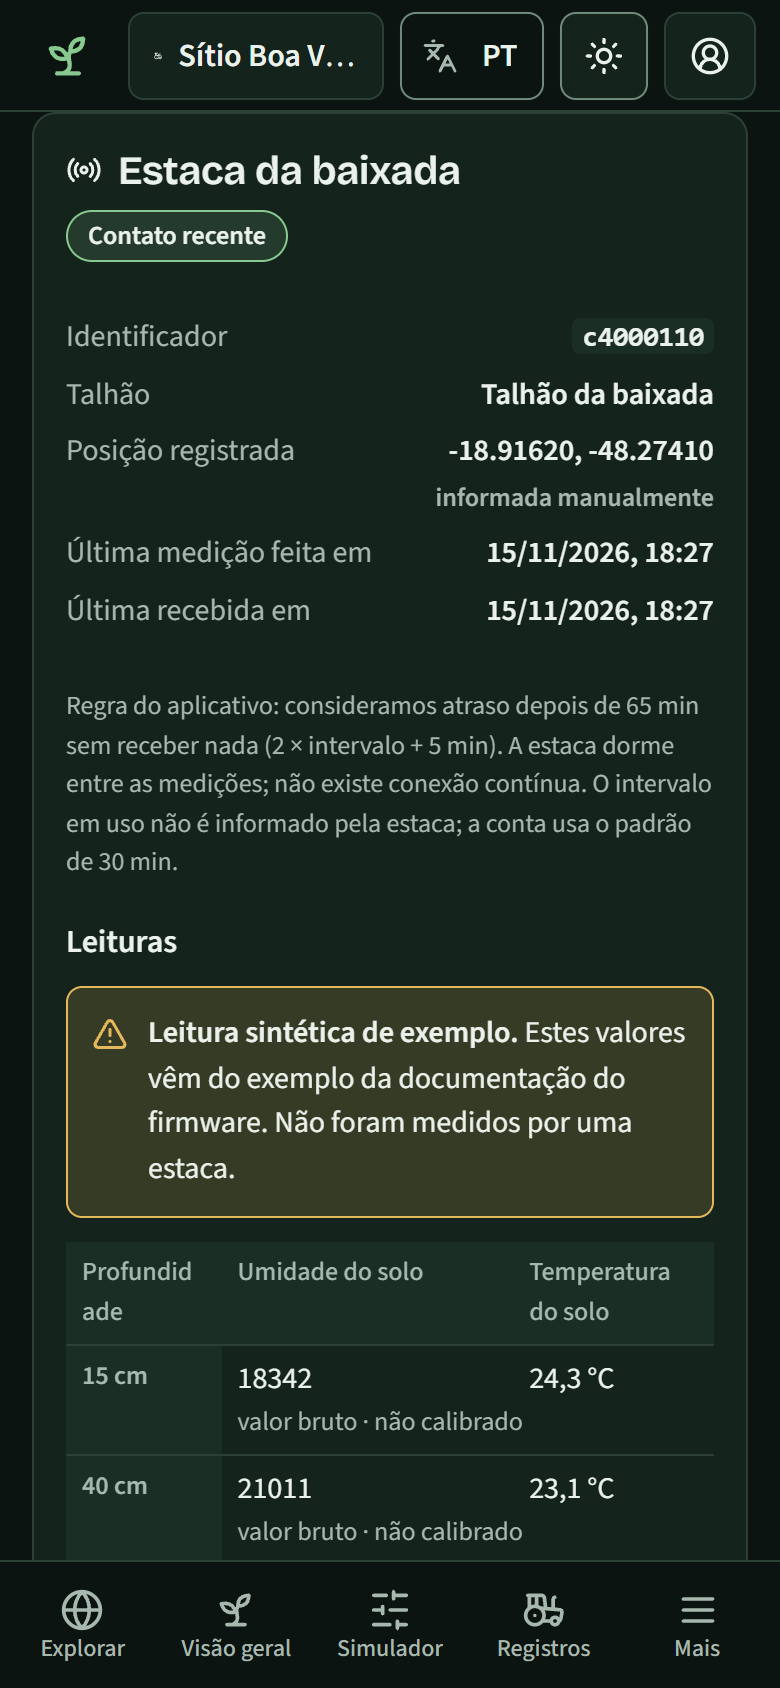 Sítio Boa V...
PT
Estaca da baixada
Contato recente
Identificador
c4000110
Talhão
Talhão da baixada
Posição registrada
-18.91620, -48.27410
informada manualmente
Última medição feita em
15/11/2026, 18:27
Última recebida em
15/11/2026, 18:27
Regra do aplicativo: consideramos atraso depois de 65 min
sem receber nada (2 × intervalo + 5 min). A estaca dorme
entre as medições; não existe conexão contínua. O intervalo
em uso não é informado pela estaca; a conta usa o padrão
de 30 min.
Leituras
Leitura sintética de exemplo. Estes valores
vêm do exemplo da documentação do
firmware. Não foram medidos por uma
estaca.
Profundid
ade
Umidade do solo
Temperatura
do solo
15 cm
18342
valor bruto · não calibrado
24,3 °C
40 cm
21011
valor bruto · não calibrado
23,1 °C
Explorar
Visão geral
Simulador
Registros
Mais